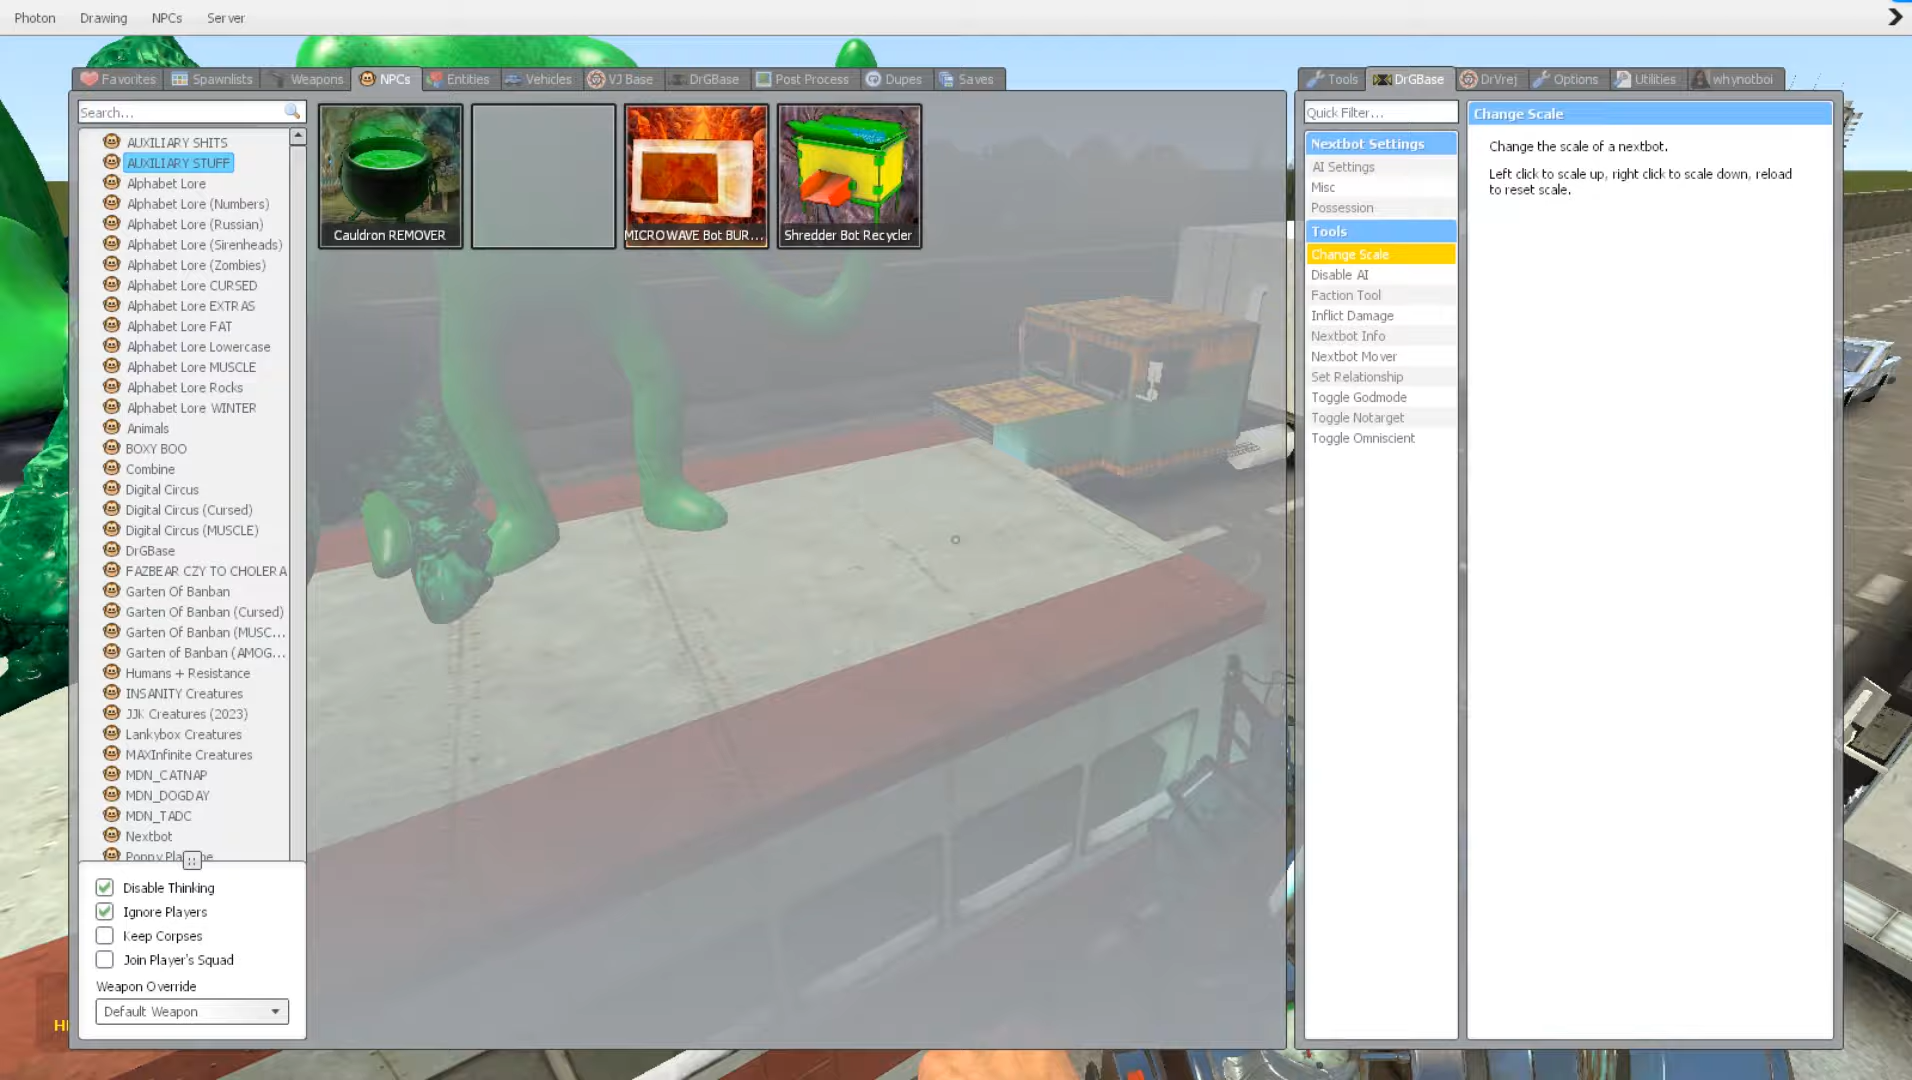 Photon Drawing NPCs Server
Favorites Spawnlists Weapons NPCs Entities Vehicles VJ Base DrGBase Post Process Dupes Saves
Search...
AUXILIARY SHITS
AUXILIARY STUFF
Alphabet Lore
Alphabet Lore (Numbers)
Alphabet Lore (Russian)
Alphabet Lore (Sirenheads)
Alphabet Lore (Zombies)
Alphabet Lore CURSED
Alphabet Lore EXTRAS
Alphabet Lore FAT
Alphabet Lore Lowercase
Alphabet Lore MUSCLE
Alphabet Lore Rocks
Alphabet Lore WINTER
Animals
BOXY BOO
Combine
Digital Circus
Digital Circus (Cursed)
Digital Circus (MUSCLE)
DrGBase
FAZBEAR CZY TO CHOLERA
Garten Of Banban
Garten Of Banban (Cursed)
Garten Of Banban (MUSC...
Garten of Banban (AMOG...
Humans + Resistance
INSANITY Creatures
JJK Creatures (2023)
Lankybox Creatures
MAXInfinite Creatures
MDN_CATNAP
MDN_DOGDAY
MDN_TADC
Nextbot
Disable Thinking
Ignore Players
Keep Corpses
Join Player's Squad
Weapon Override
Default Weapon
Cauldron REMOVER
MICROWAVE Bot BUR...
Shredder Bot Recycler
Tools DrGBase DrVrej Options Utilities whynotboi
Quick Filter...
Nextbot Settings
AI Settings
Misc
Possession
Tools
Change Scale
Disable AI
Faction Tool
Inflict Damage
Nextbot Info
Nextbot Mover
Set Relationship
Toggle Godmode
Toggle Notarget
Toggle Omniscient
Change Scale
Change the scale of a nextbot.
Left click to scale up, right click to scale down, reload
to reset scale.